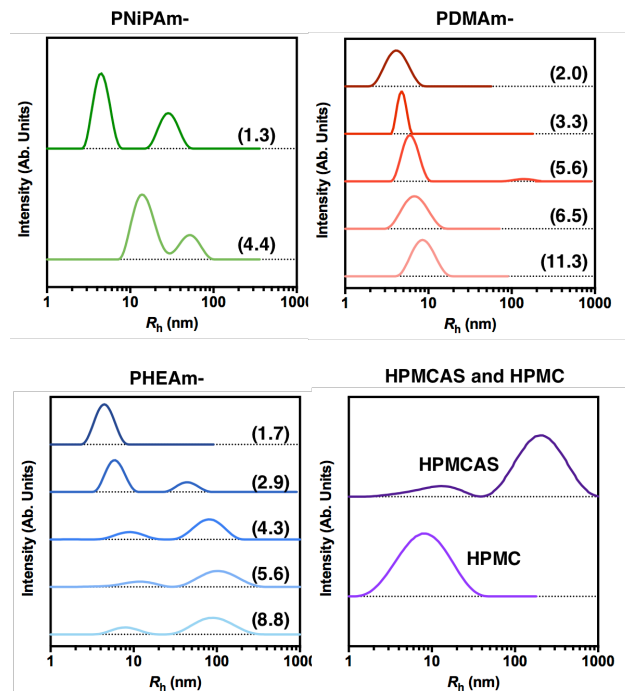 PNiPAm-
Intensity (Ab. Units)
(1.3)
(4.4)
1 10 100 1000
Rh (nm)
PDMAm-
Intensity (Ab. Units)
(2.0)
(3.3)
(5.6)
(6.5)
(11.3)
1 10 100 1000
Rh (nm)
PHEAm-
Intensity (Ab. Units)
(1.7)
(2.9)
(4.3)
(5.6)
(8.8)
1 10 100 100
Rh (nm)
HPMCAS and HPMC
Intensity (Ab. Units)
HPMCAS
HPMC
1 10 100 1000
Rh (nm)